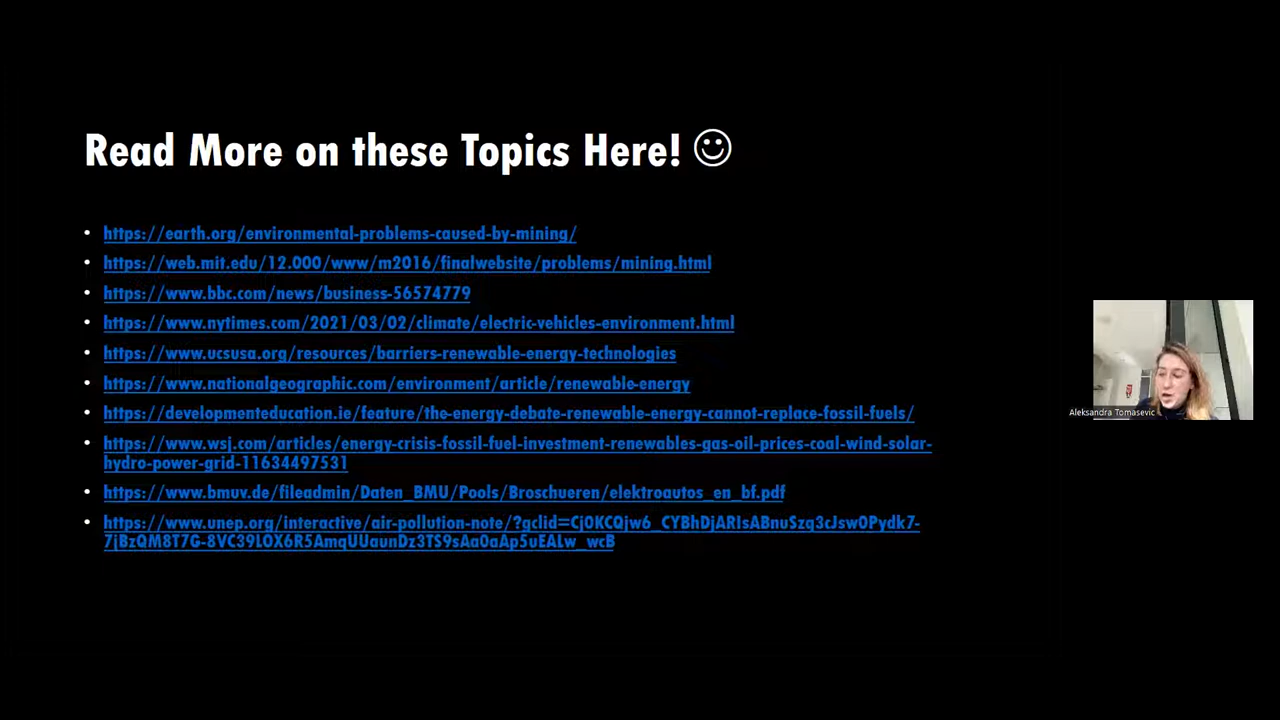 Read More on these Topics Here! ☺
• https://earth.org/environmental-problems-caused-by-mining/
• https://web.mit.edu/12.000/www/m2016/finalwebsite/problems/mining.html
• https://www.bbc.com/news/business-56574779
• https://www.nytimes.com/2021/03/02/climate/electric-vehicles-environment.html
• https://www.ucsusa.org/resources/barriers-renewable-energy-technologies
• https://www.nationalgeographic.com/environment/article/renewable-energy
• https://developmenteducation.ie/feature/the-energy-debate-renewable-energy-cannot-replace-fossil-fuels/
• https://www.wsj.com/articles/energy-crisis-fossil-fuel-investment-renewables-gas-oil-prices-coal-wind-solar-
hydro-power-grid-11634497531
• https://www.bmuv.de/fileadmin/Daten_BMU/Pools/Broschueren/elektroautos_en_bf.pdf
• https://www.unep.org/interactive/air-pollution-note/?gclid=Cj0KCQjw6_CYBhDjARIsABnuSzq3cJsw0Pydk7-
7jBzQM8T7G-8VC39LOX6R5AmqUUaunDz3TS9sAa0aAp5uEALw_wcB
Aleksandra Tomasevic